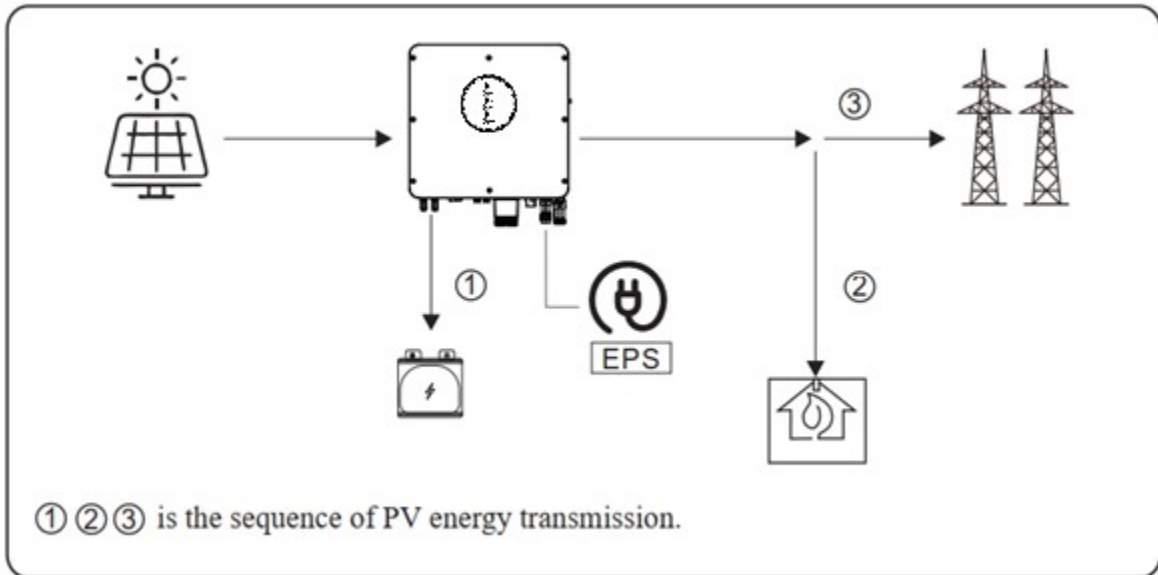 ③
①
②
EPS
① ② ③ is the sequence of PV energy transmission.